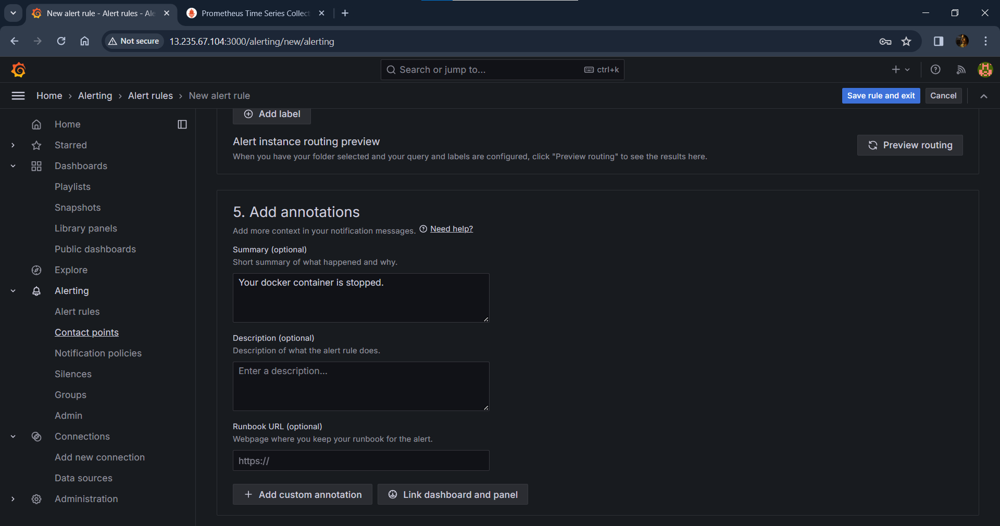 New alert rule - Alert rules - Ale
Prometheus Time Series Collect
Not secure
13.235.67.104:3000/alerting/new/alerting
Search or jump to...
ctrl+k
Home › Alerting › Alert rules › New alert rule
Save rule and exit
Cancel
Home
Starred
Dashboards
Playlists
Snapshots
Library panels
Public dashboards
Explore
Alerting
Alert rules
Contact points
Notification policies
Silences
Groups
Admin
Connections
Add new connection
Data sources
Administration
Add label
Alert instance routing preview
When you have your folder selected and your query and labels are configured, click "Preview routing" to see the results here.
Preview routing
5. Add annotations
Add more context in your notification messages. Need help?
Summary (optional)
Short summary of what happened and why.
Your docker container is stopped.
Description (optional)
Description of what the alert rule does.
Enter a description...
Runbook URL (optional)
Webpage where you keep your runbook for the alert.
https://
Add custom annotation
Link dashboard and panel